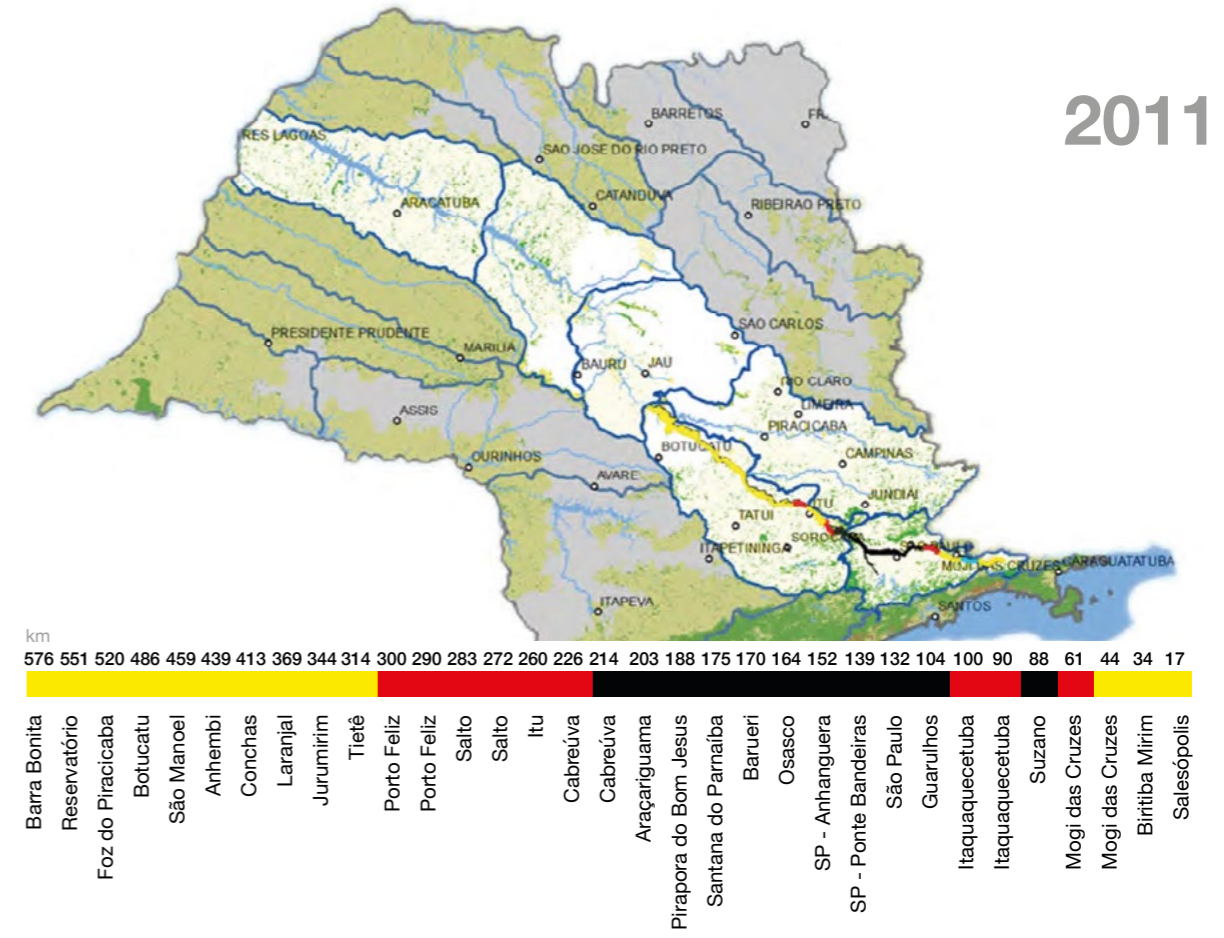 2011
BARRETOS
FR
RES LAGOAS
SAO JOSE DO RIO PRETO
CATANDUVA
ARACATUBA
RIBEIRAO PRETO
SAO CARLOS
PRESIDENTE PRUDENTE
MARILIA
BAURU
JAU
RIO CLARO
LIMEIRA
ASSIS
PIRACICABA
BOTUCATU
CAMPINAS
OURINHOS
AVARE
JUNDIAI
ITU
TATUI
SOROCABA
SAO PAULO
ITAPETININGA
MOJI DAS CRUZES
CARAGUATATUBA
ITAPEVA
SANTOS
km
576 551 520 486 459 439 413 369 344 314 300 290 283 272 260 226 214 203 188 175 170 164 152 139 132 104 100 90 88 61 44 34 17
Barra Bonita
Reservatório
Foz do Piracicaba
Botucatu
São Manoel
Anhembi
Conchas
Laranjal
Jurumirim
Tietê
Porto Feliz
Porto Feliz
Salto
Salto
Itu
Cabreúva
Cabreúva
Araçariguama
Pirapora do Bom Jesus
Santana do Parnaíba
Barueri
Osasco
SP - Anhanguera
SP - Ponte Bandeiras
São Paulo
Guarulhos
Itaquaquecetuba
Itaquaquecetuba
Suzano
Mogi das Cruzes
Mogi das Cruzes
Biritiba Mirim
Salesópolis